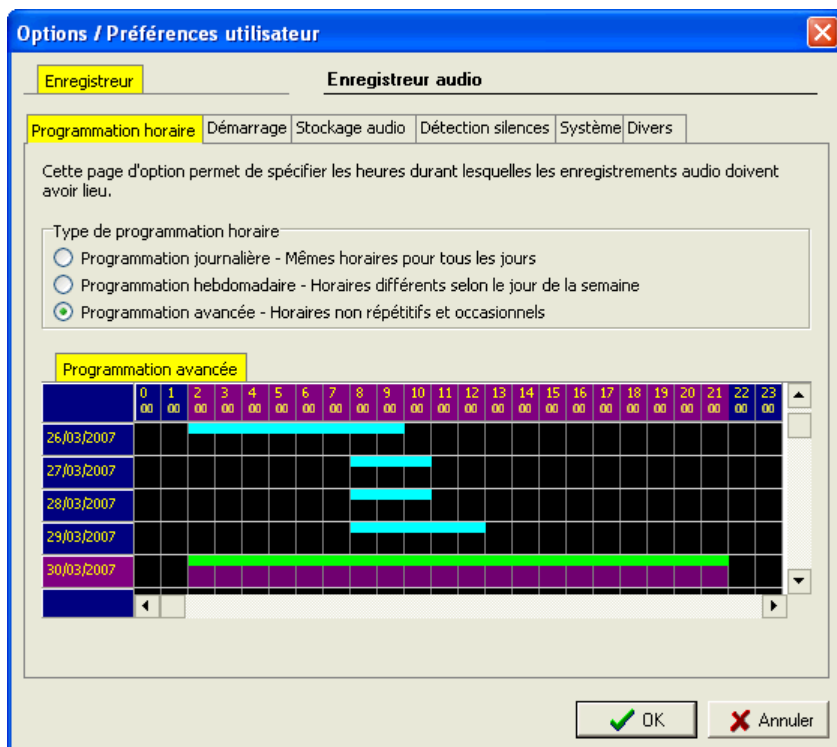 Options / Préférences utilisateur
Enregistreur
Enregistreur audio
Programmation horaire Démarrage Stockage audio Détection silences Système Divers
Cette page d'option permet de spécifier les heures durant lesquelles les enregistrements audio doivent
avoir lieu.
Type de programmation horaire
Programmation journalière - Mêmes horaires pour tous les jours
Programmation hebdomadaire - Horaires différents selon le jour de la semaine
Programmation avancée - Horaires non répétitifs et occasionnels
Programmation avancée
0 1 2 3 4 5 6 7 8 9 10 11 12 13 14 15 16 17 18 19 20 21 22 23
00 00 00 00 00 00 00 00 00 00 00 00 00 00 00 00 00 00 00 00 00 00 00 00
26/03/2007
27/03/2007
28/03/2007
29/03/2007
30/03/2007
OK Annuler